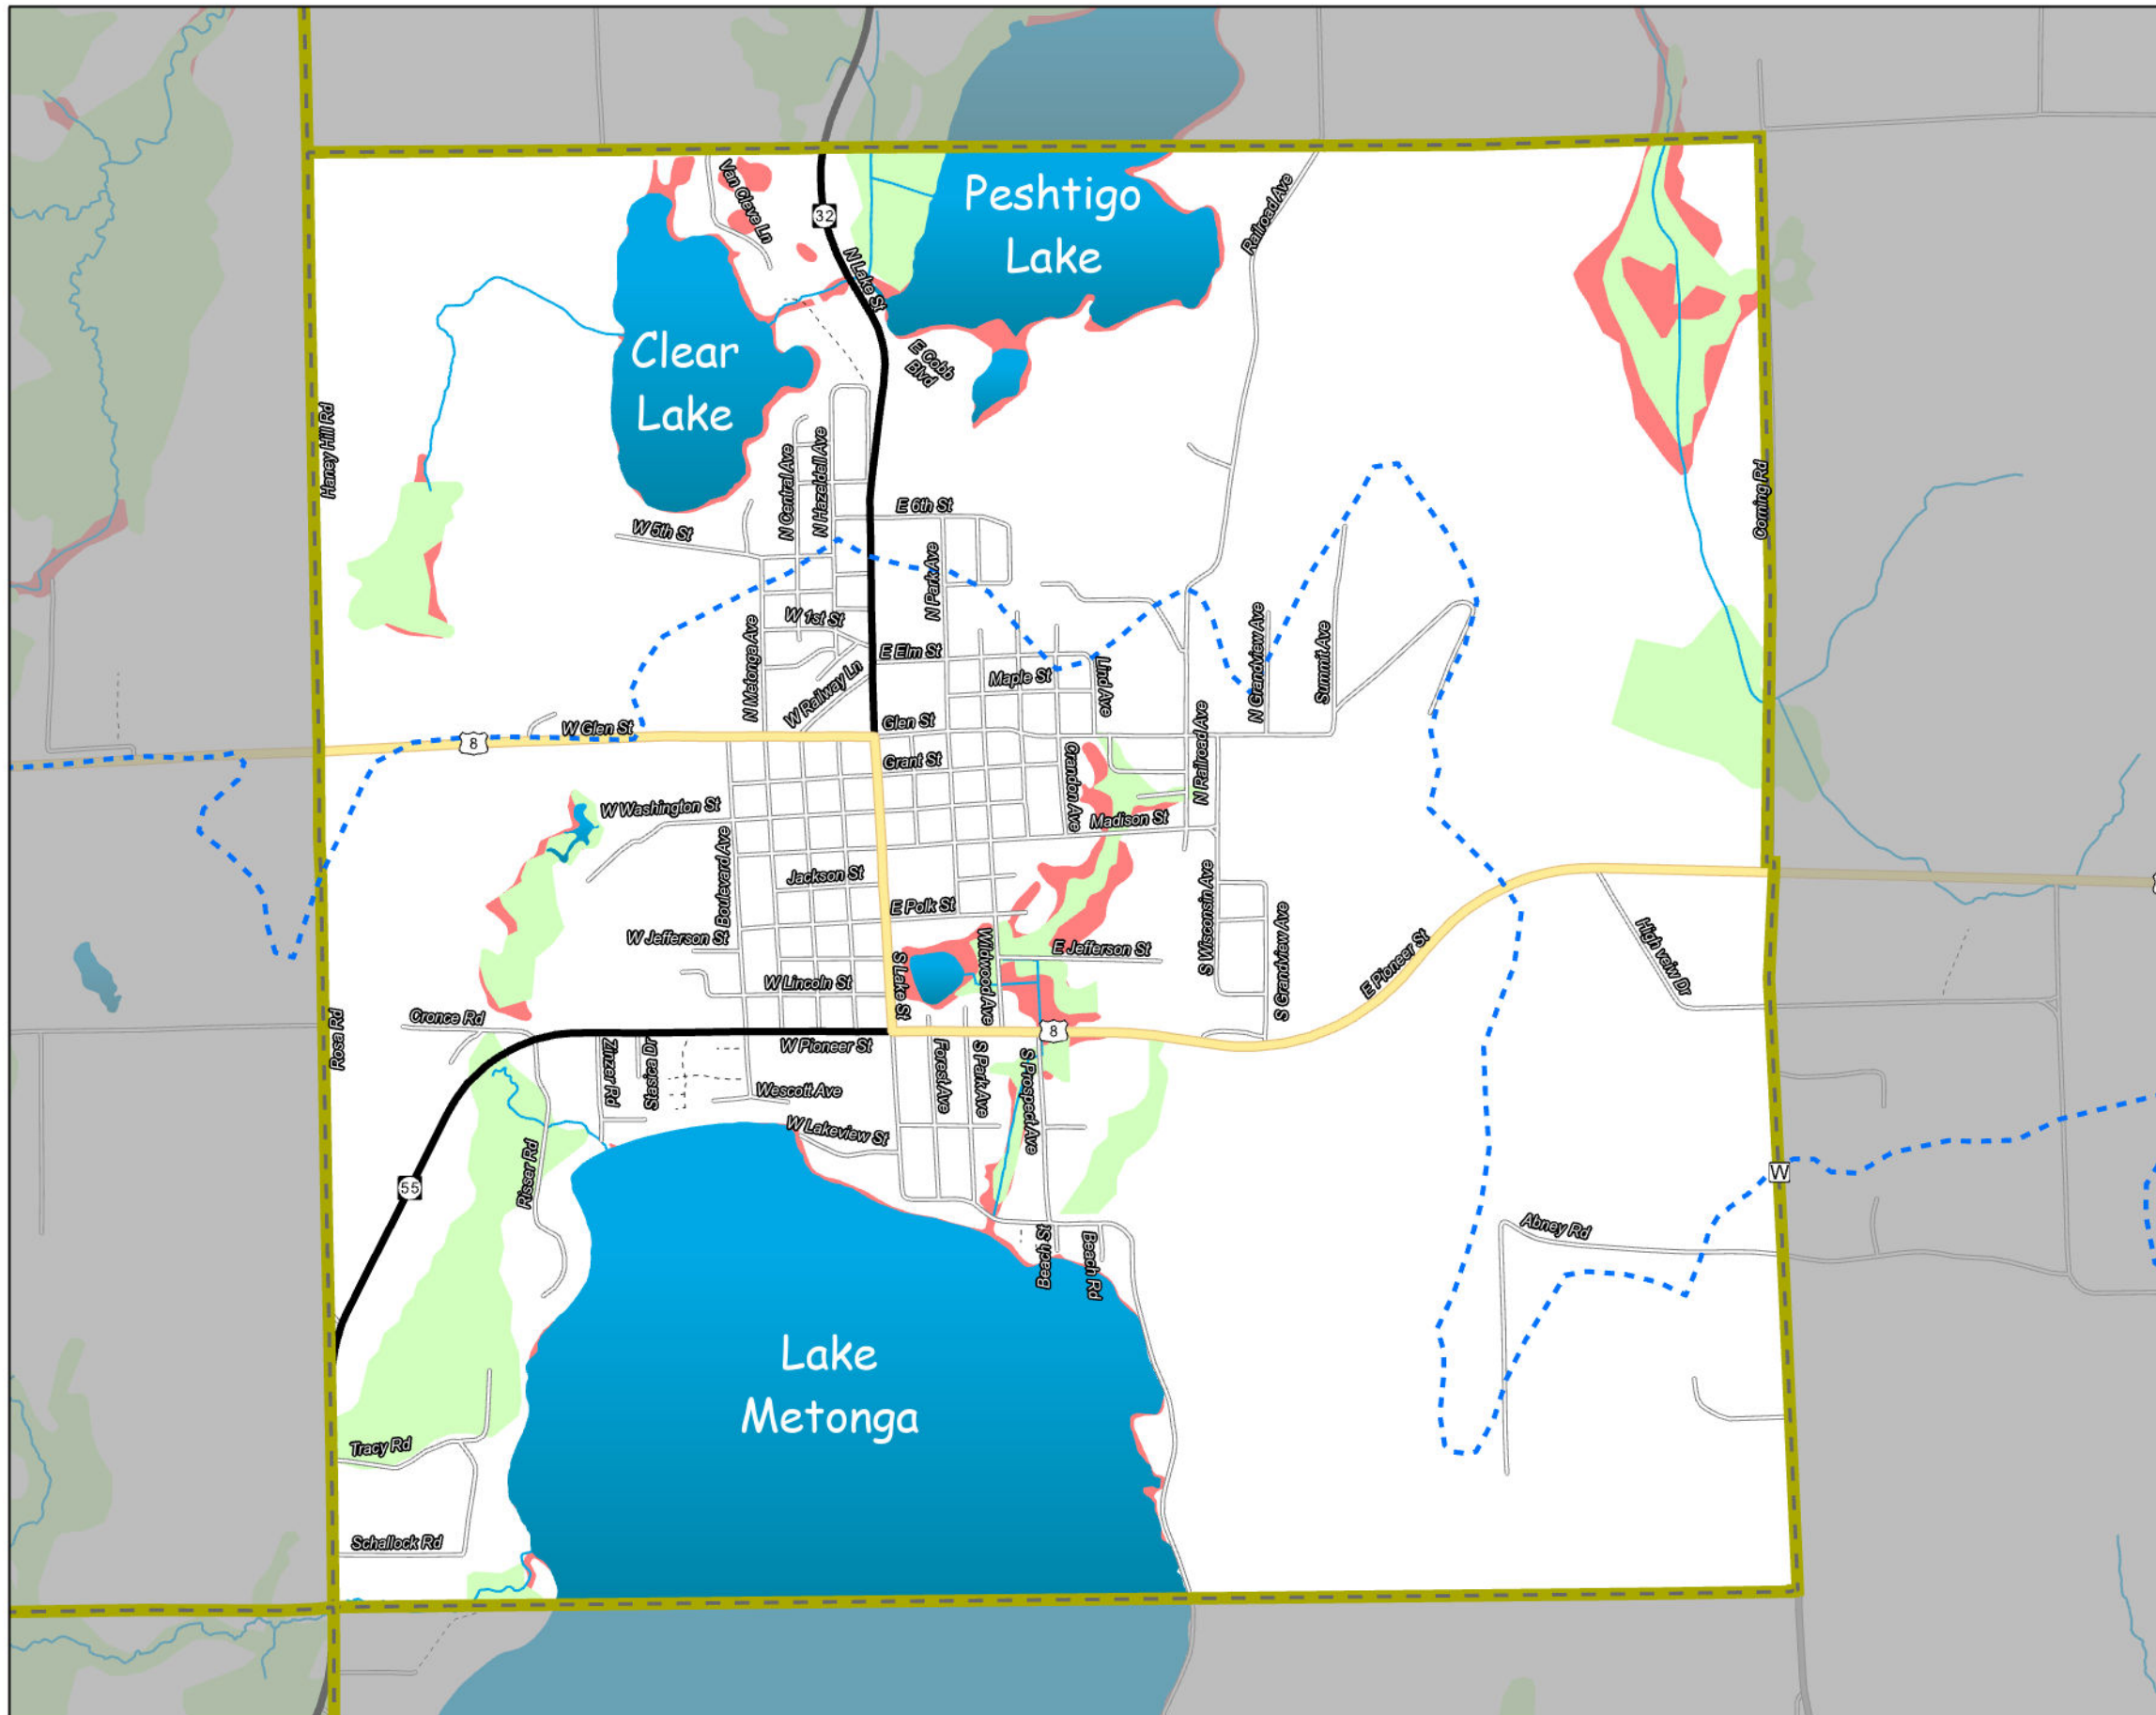 Van Cleve Ln
32
Peshtigo
Lake
Railroad Ave
N Lake St
Clear
Lake
E Cobb
Blvd
Haney Hill Rd
N Central Ave
N Hazeldell Ave
Corning Rd
E 6th St
W 5th St
N Park Ave
W 1st St
N Metonga Ave
E Elm St
N Grandview Ave
Summit Ave
Maple St
Lind Ave
W Railway Ln
Glen St
W Glen St
8
N Railroad Ave
Grant St
Crandon Ave
W Washington St
Madison St
Boulevard Ave
Jackson St
S Wisconsin Ave
E Polk St
W Jefferson St
Wildwood Ave
E Jefferson St
S Grandview Ave
E Pioneer St
High veiw Dr
S Lake St
W Lincoln St
Cronce Rd
Rosa Rd
8
W Pioneer St
Zinzer Rd
Stasica Dr
Forest Ave
S Park Ave
S Prospect Ave
Wescott Ave
W Lakeview St
Risser Rd
55
W
Abney Rd
Beach St
Beach Rd
Lake
Metonga
Tracy Rd
Schallock Rd